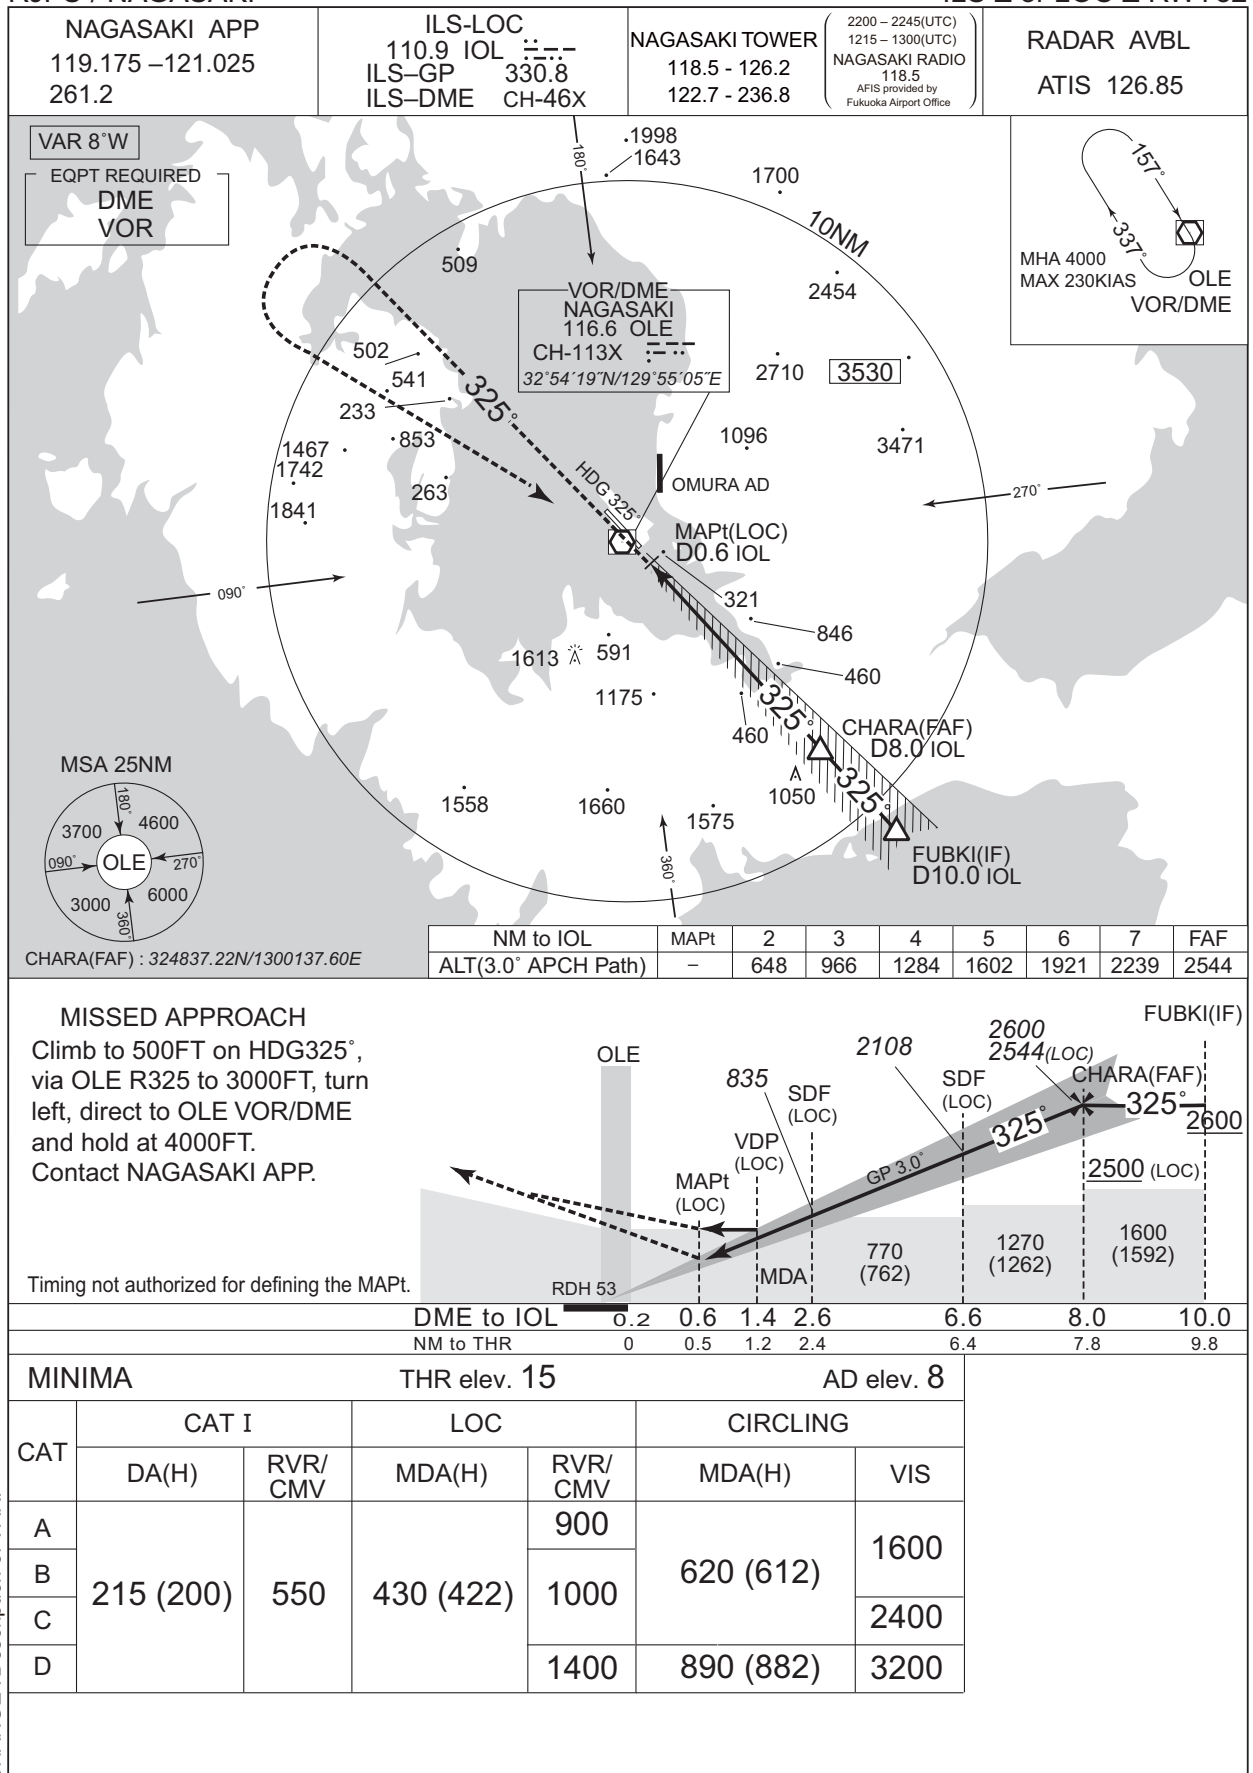 NAGASAKI APP
119.175 –121.025
261.2
ILS-LOC
110.9 IOL
ILS–GP 330.8
ILS–DME CH-46X
NAGASAKI TOWER
118.5 - 126.2
122.7 - 236.8
2200 – 2245(UTC)
1215 – 1300(UTC)
NAGASAKI RADIO
118.5
AFIS provided by
Fukuoka Airport Office
RADAR AVBL
ATIS 126.85
VAR 8˚W
EQPT REQUIRED
DME
VOR
180˚
1998
1643
1700
10NM
157˚
337˚
MHA 4000
MAX 230KIAS
OLE
VOR/DME
509
2454
VOR/DME
NAGASAKI
116.6 OLE
CH-113X
32˚54´19˝N/129˚55´05˝E
502
541
233
325˚
2710
3530
1467
1742
853
1096
3471
1841
263
HDG 325˚
OMURA AD
270˚
MAPt(LOC)
D0.6 IOL
090˚
321
846
1613
591
460
1175
325˚
460
CHARA(FAF)
D8.0 IOL
MSA 25NM
180˚
3700
4600
090˚
OLE
270˚
3000
360˚
6000
1558
1660
1575
1050
325˚
360˚
FUBKI(IF)
D10.0 IOL
CHARA(FAF) : 324837.22N/1300137.60E
NM to IOL MAPt 2 3 4 5 6 7 FAF
ALT(3.0˚ APCH Path) – 648 966 1284 1602 1921 2239 2544
MISSED APPROACH
Climb to 500FT on HDG325˚,
via OLE R325 to 3000FT, turn
left, direct to OLE VOR/DME
and hold at 4000FT.
Contact NAGASAKI APP.
Timing not authorized for defining the MAPt.
FUBKI(IF)
OLE
2108
2600
2544(LOC)
835
SDF
(LOC)
SDF
(LOC)
CHARA(FAF)
325˚
2600
325˚
VDP
(LOC)
GP 3.0˚
2500 (LOC)
MAPt
(LOC)
770
(762)
1270
(1262)
1600
(1592)
MDA
RDH 53
DME to IOL 0.2 0.6 1.4 2.6 6.6 8.0 10.0
NM to THR 0 0.5 1.2 2.4 6.4 7.8 9.8
MINIMA THR elev. 15 AD elev. 8
CAT CAT I LOC CIRCLING
DA(H) RVR/CMV MDA(H) RVR/CMV MDA(H) VIS
A 215 (200) 550 430 (422) 900 620 (612) 1600
B 1000
C 2400
D 1400 890 (882) 3200